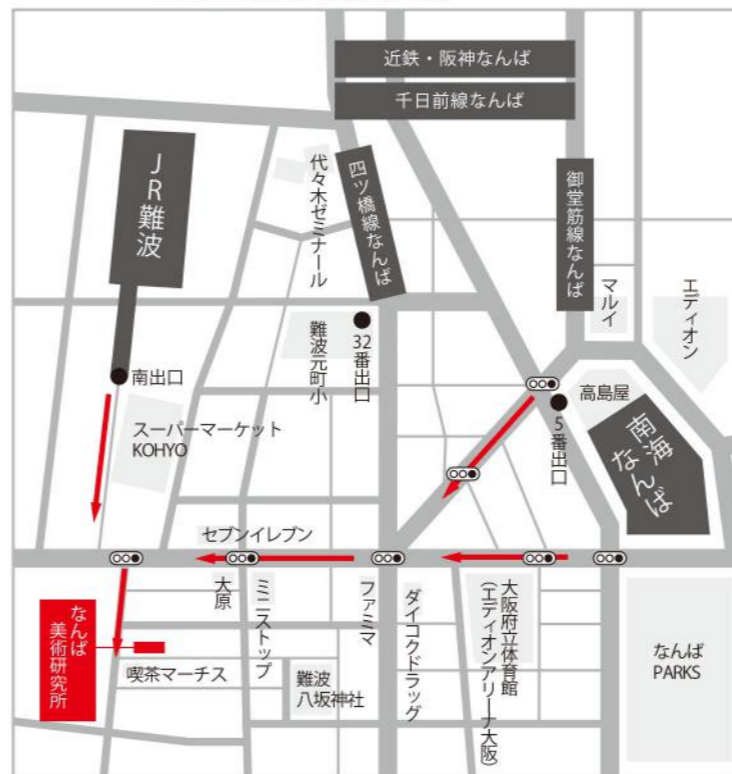 近鉄・阪神なんば
千日前線なんば
JR難波
代々木ゼミナール
四ツ橋線なんば
御堂筋線なんば
マルイ
エディオン
南出口
難波元町小
32番出口
高島屋
5番出口
南海
なんば
スーパーマーケット
KOHYO
セブンイレブン
大原
ミニストップ
ファミマ
ダイコクドラッグ
大阪府立体育館
(エディオンアリーナ大阪)
なんば
PARKS
なんば
美術研究所
喫茶マーチス
難波
八坂神社